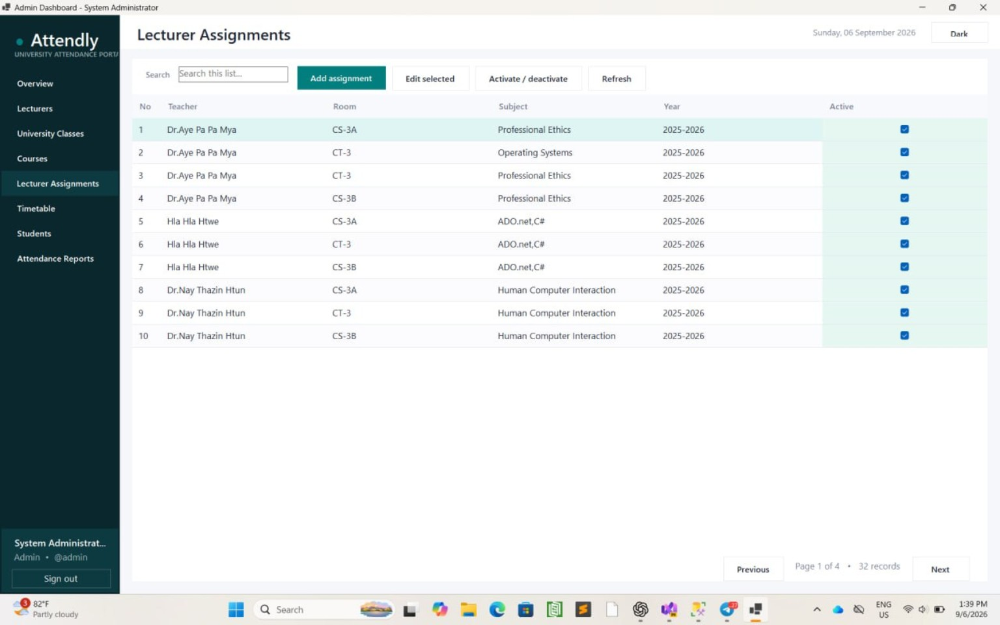 Admin Dashboard - System Administrator
Attendly
UNIVERSITY ATTENDANCE PORTA
Overview
Lecturers
University Classes
Courses
Lecturer Assignments
Timetable
Students
Attendance Reports
System Administrat...
Admin • @admin
Sign out
Lecturer Assignments
Sunday, 06 September 2026
Dark
Search
Search this list...
Add assignment
Edit selected
Activate / deactivate
Refresh
No Teacher Room Subject Year Active
1 Dr.Aye Pa Pa Mya CS-3A Professional Ethics 2025-2026
2 Dr.Aye Pa Pa Mya CT-3 Operating Systems 2025-2026
3 Dr.Aye Pa Pa Mya CT-3 Professional Ethics 2025-2026
4 Dr.Aye Pa Pa Mya CS-3B Professional Ethics 2025-2026
5 Hla Hla Htwe CS-3A ADO.net,C# 2025-2026
6 Hla Hla Htwe CT-3 ADO.net,C# 2025-2026
7 Hla Hla Htwe CS-3B ADO.net,C# 2025-2026
8 Dr.Nay Thazin Htun CS-3A Human Computer Interaction 2025-2026
9 Dr.Nay Thazin Htun CT-3 Human Computer Interaction 2025-2026
10 Dr.Nay Thazin Htun CS-3B Human Computer Interaction 2025-2026
Previous
Page 1 of 4 • 32 records
Next
3
82°F
Partly cloudy
Search
27
ENG
US
1:39 PM
9/6/2026